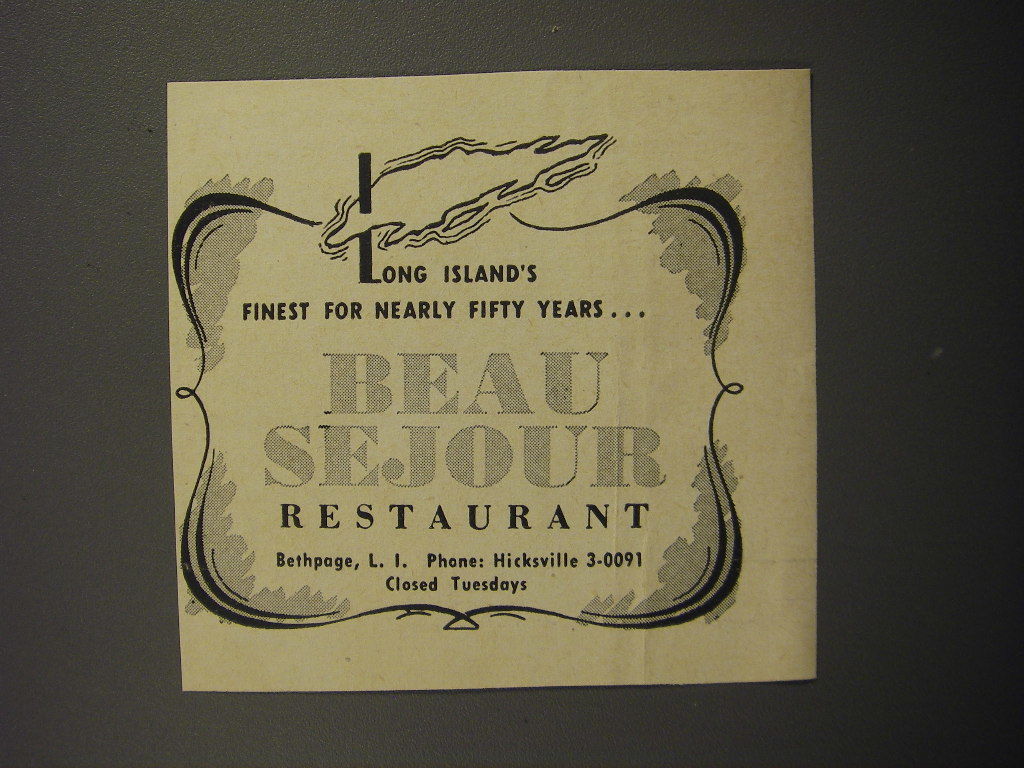 LONG ISLAND'S
FINEST FOR NEARLY FIFTY YEARS...
BEAU
SEJOUR
RESTAURANT
Bethpage, L. I. Phone: Hicksville 3-0091
Closed Tuesdays